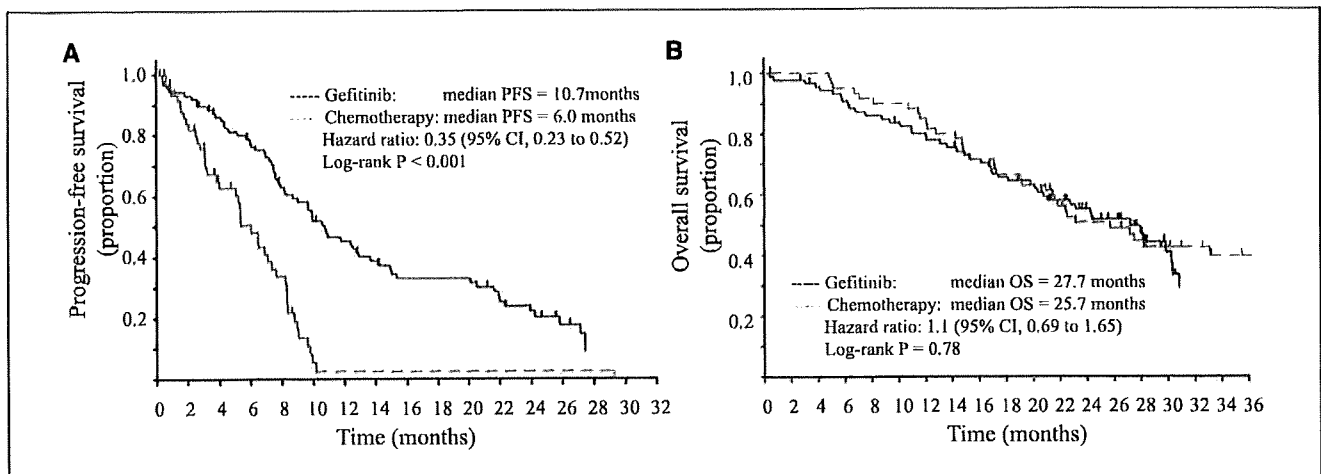 A
Progression-free survival
(proportion)
1.0
0.8
0.6
0.4
0.2
Gefitinib: median PFS = 10.7months
Chemotherapy: median PFS = 6.0 months
Hazard ratio: 0.35 (95% CI, 0.23 to 0.52)
Log-rank P < 0.001
0 2 4 6 8 10 12 14 16 18 20 22 24 26 28 30 32
Time (months)
B
Overall survival
(proportion)
1.0
0.8
0.6
0.4
0.2
Gefitinib: median OS = 27.7 months
Chemotherapy: median OS = 25.7 months
Hazard ratio: 1.1 (95% CI, 0.69 to 1.65)
Log-rank P = 0.78
0 2 4 6 8 10 12 14 16 18 20 22 24 26 28 30 32 34 36
Time (months)